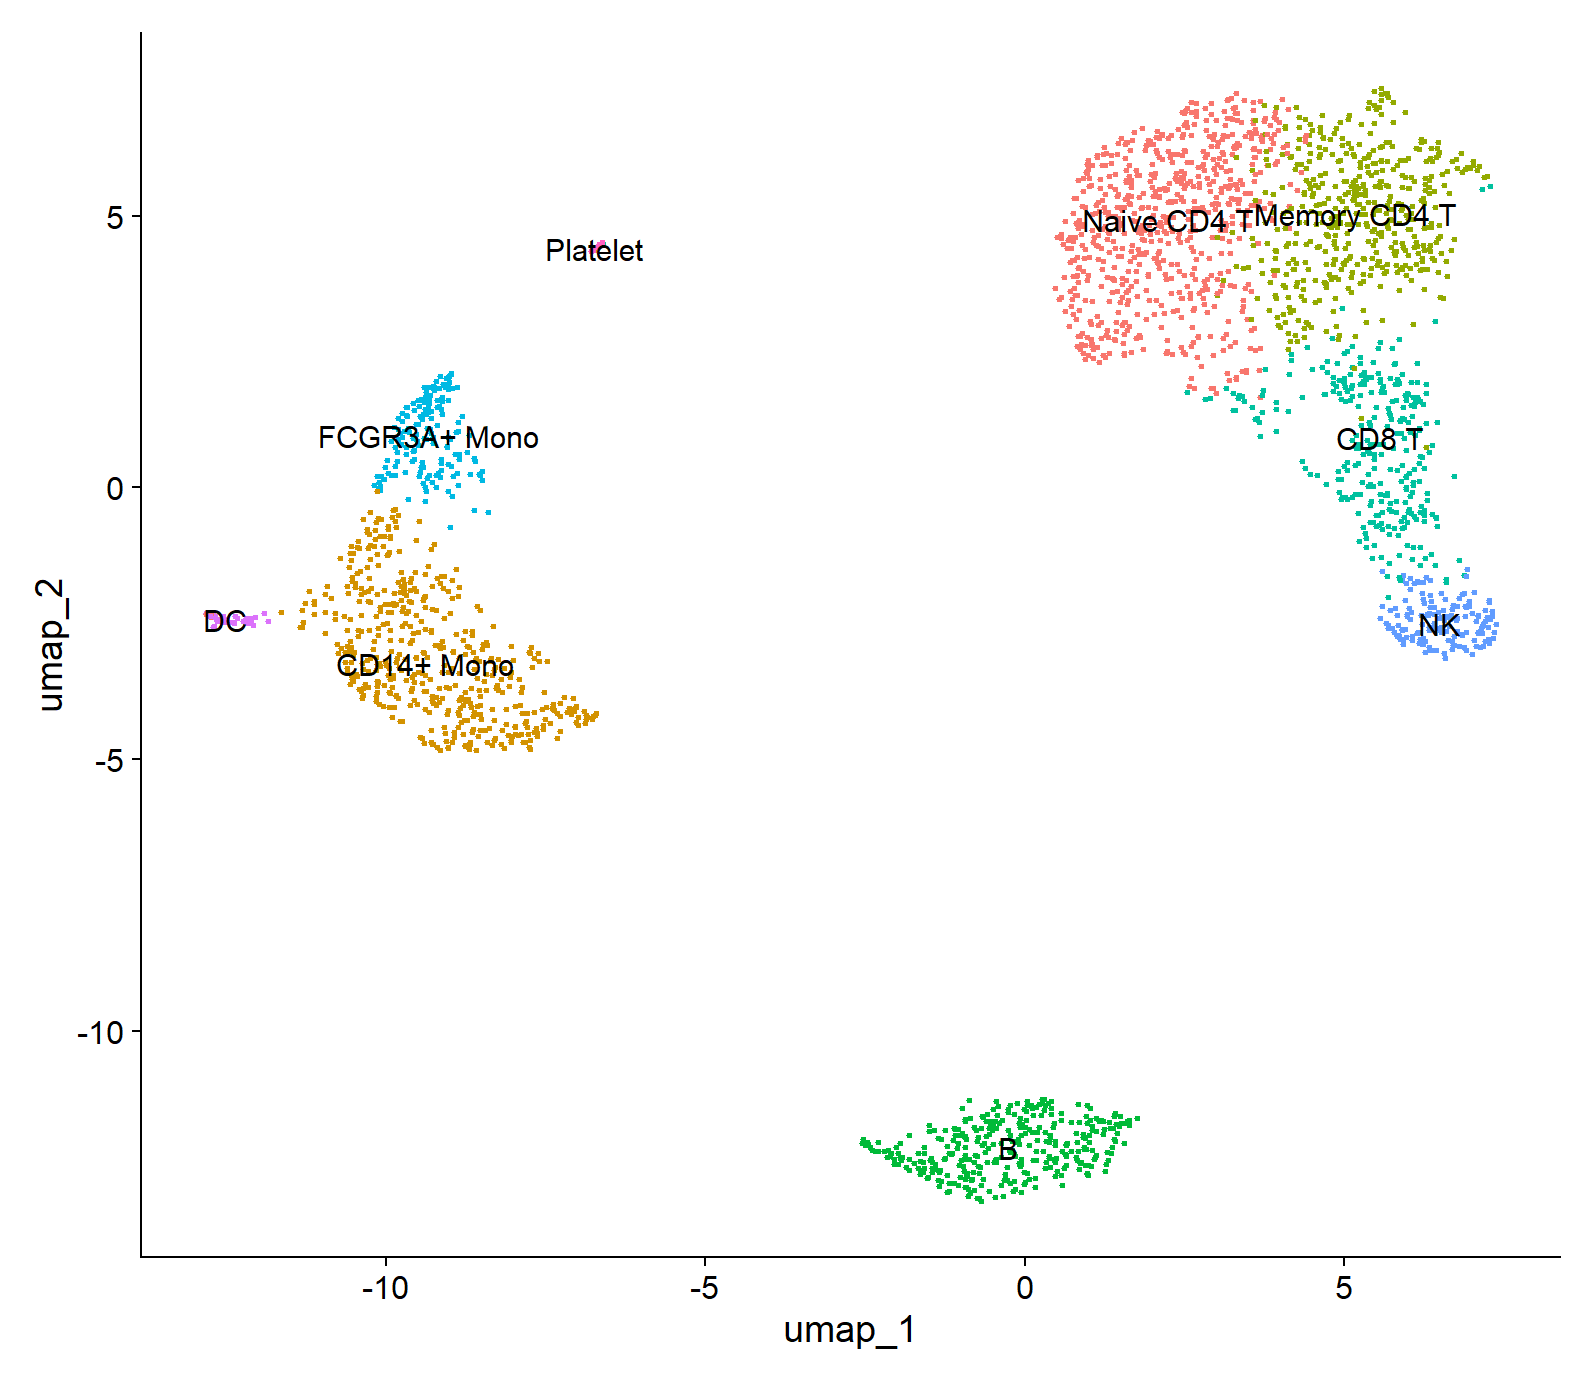 5
0
-5
-10
umap_2
Naive CD4 T
Memory CD4 T
Platelet
FCGR3A+ Mono
CD8 T
DC
NK
CD14+ Mono
B
-10
-5
0
5
umap_1